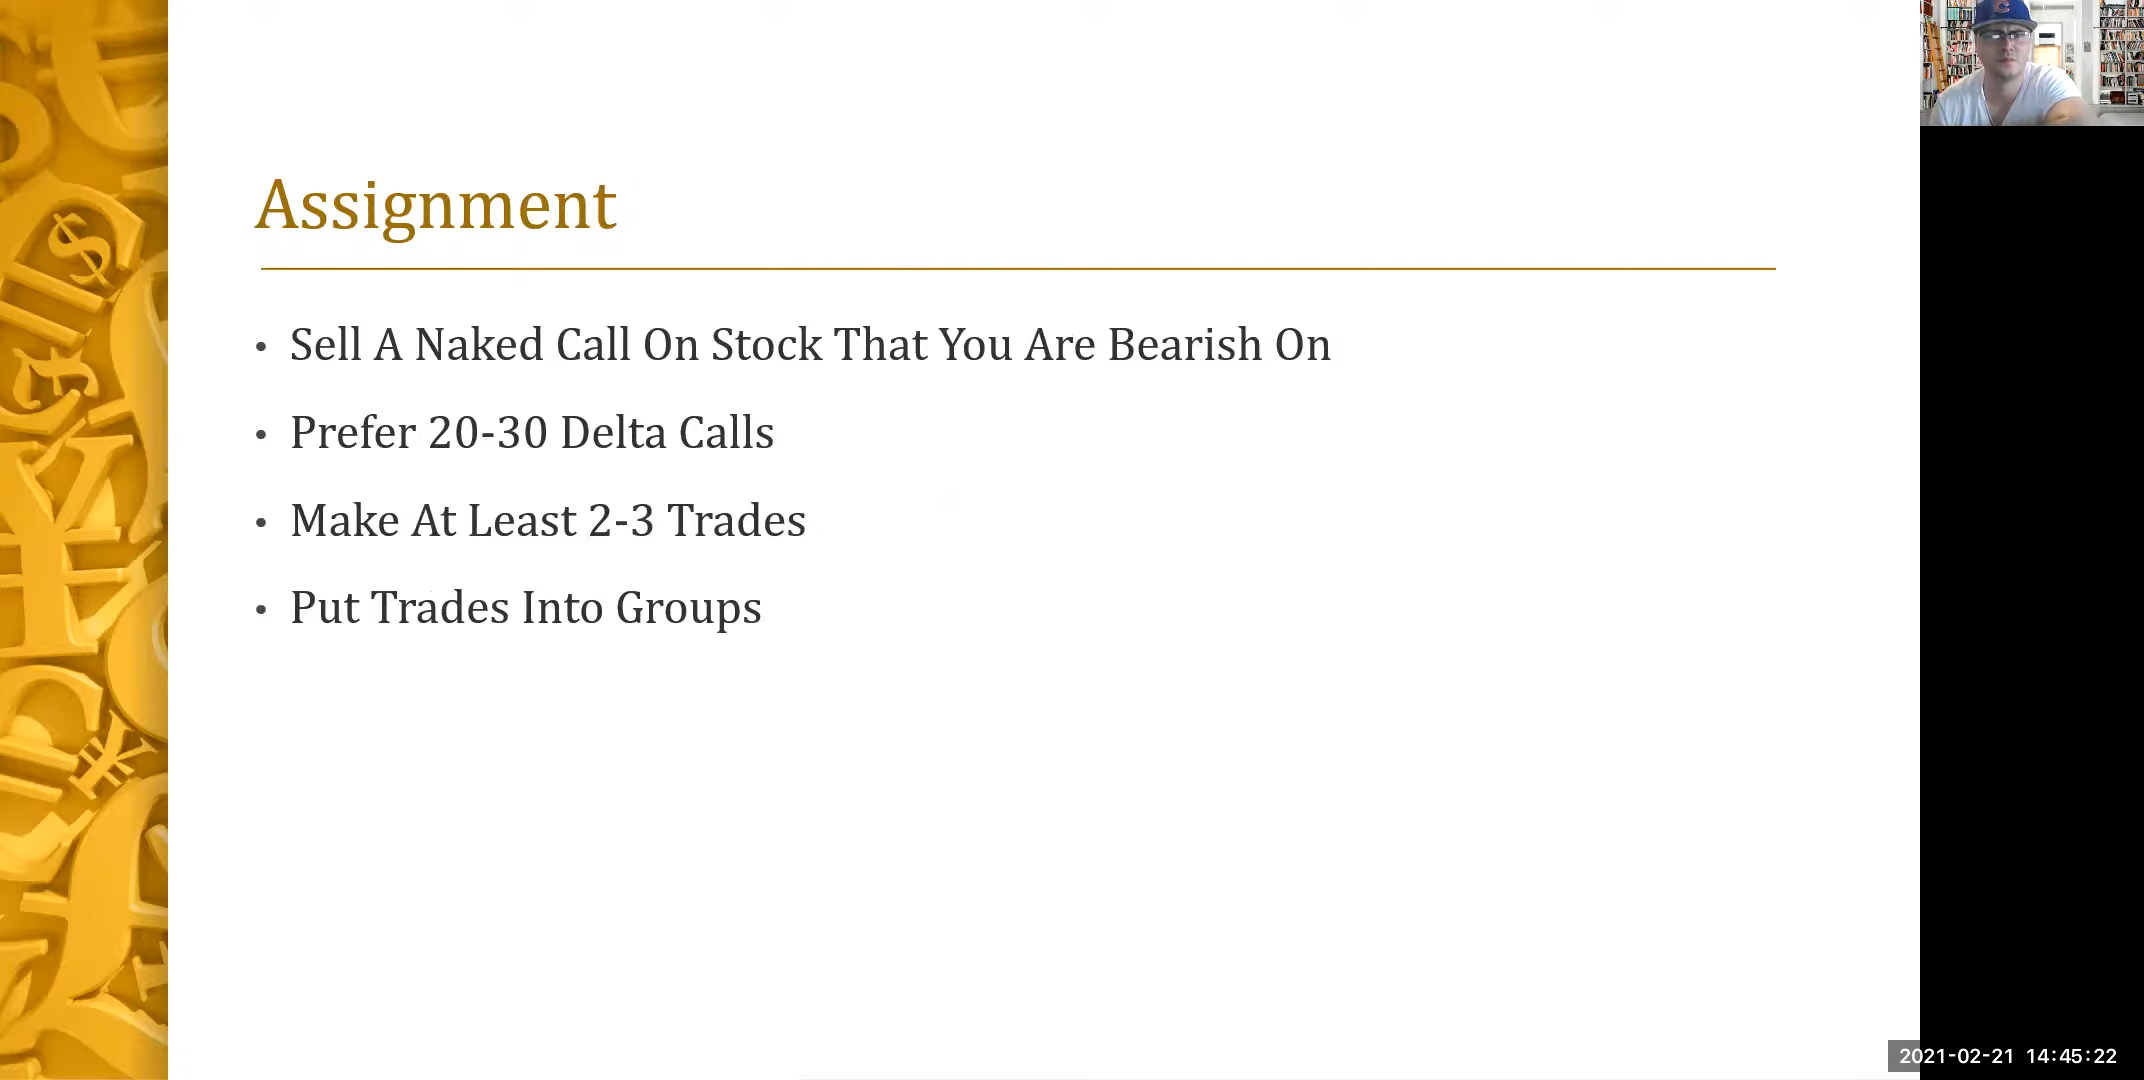 Assignment
• Sell A Naked Call On Stock That You Are Bearish On
• Prefer 20-30 Delta Calls
• Make At Least 2-3 Trades
• Put Trades Into Groups
2021-02-21 14:45:22